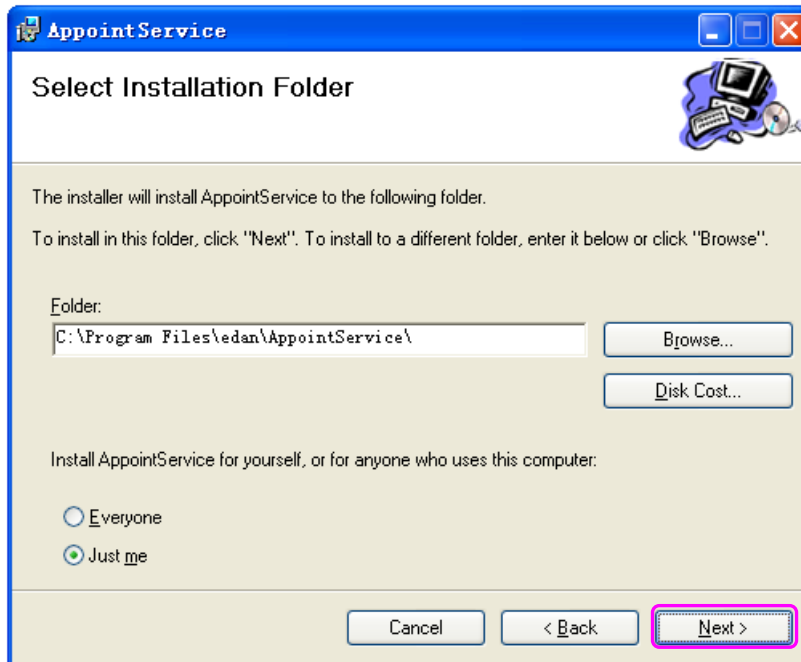 AppointService
Select Installation Folder
The installer will install AppointService to the following folder.
To install in this folder, click "Next". To install to a different folder, enter it below or click "Browse".
Folder:
C:\Program Files\edan\AppointService\
Browse...
Disk Cost...
Install AppointService for yourself, or for anyone who uses this computer:
Everyone
Just me
Cancel
< Back
Next >